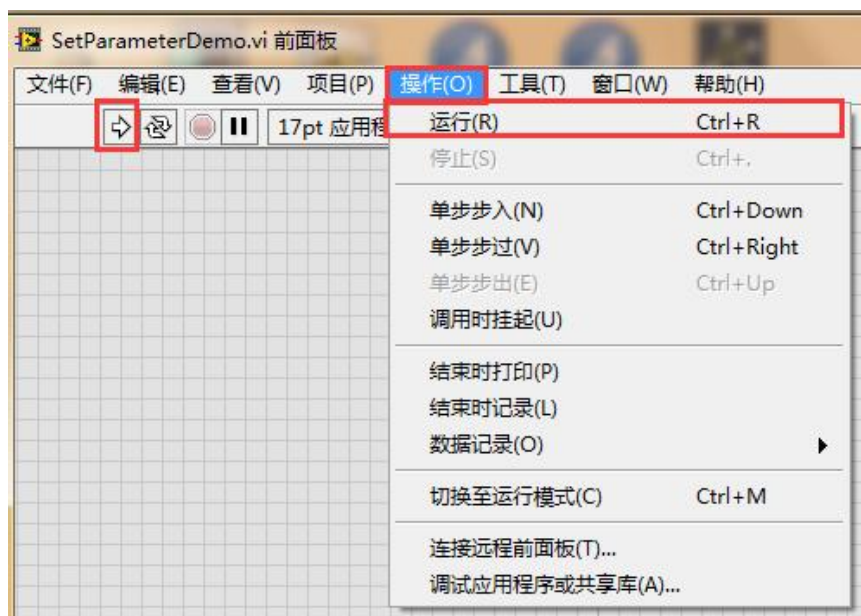 SetParameterDemo.vi 前面板
文件(F) 编辑(E) 查看(V) 项目(P) 操作(O) 工具(T) 窗口(W) 帮助(H)
17pt 应用程
运行(R) Ctrl+R
停止(S) Ctrl+.
单步步入(N) Ctrl+Down
单步步过(V) Ctrl+Right
单步步出(E) Ctrl+Up
调用时挂起(U)
结束时打印(P)
结束时记录(L)
数据记录(O)
切换至运行模式(C) Ctrl+M
连接远程前面板(T)...
调试应用程序或共享库(A)...